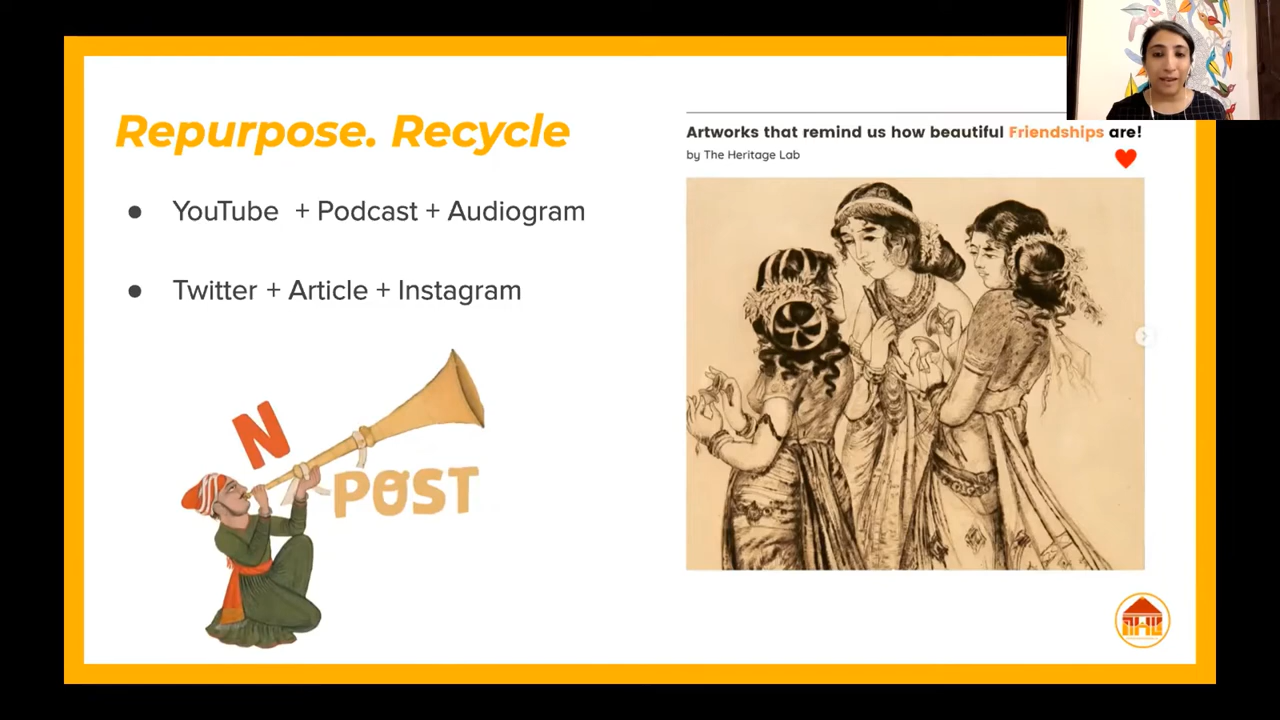 Repurpose. Recycle
● YouTube + Podcast + Audiogram
● Twitter + Article + Instagram
N
POST
Artworks that remind us how beautiful Friendships are!
by The Heritage Lab